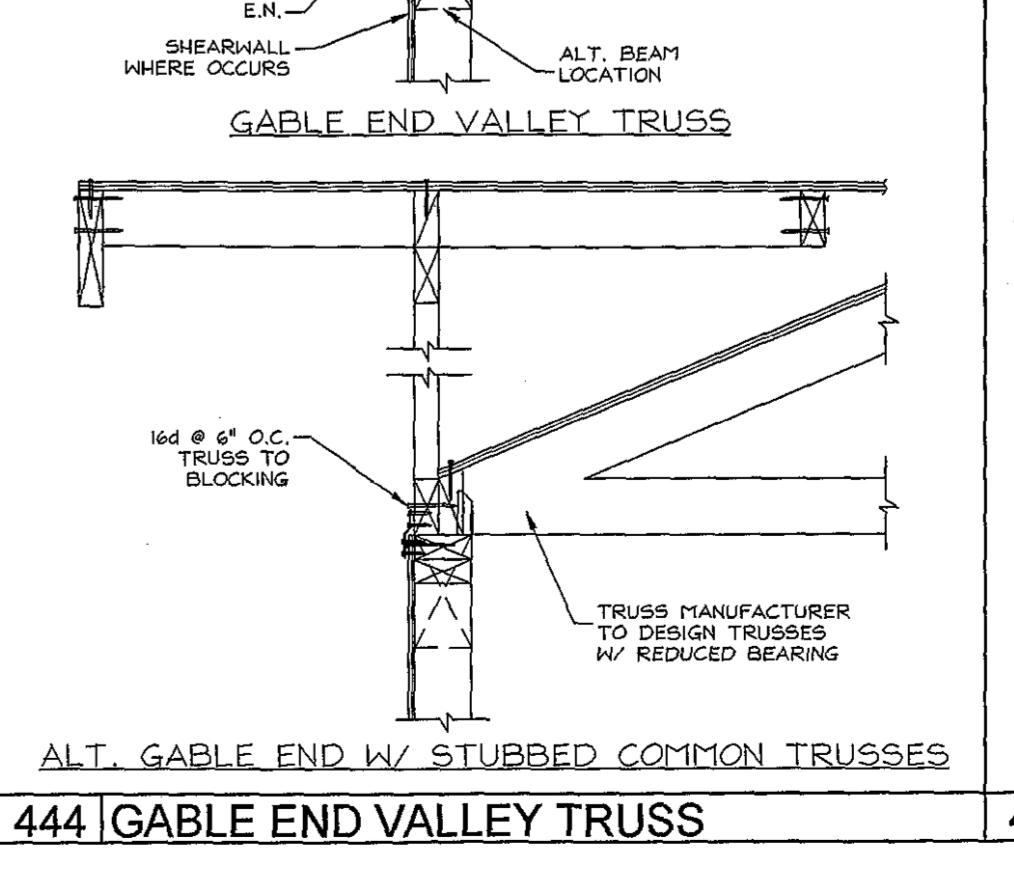 E.N.
SHEARWALL
WHERE OCCURS
ALT. BEAM
LOCATION
GABLE END VALLEY TRUSS
16d @ 6" O.C.
TRUSS TO
BLOCKING
TRUSS MANUFACTURER
TO DESIGN TRUSSES
W/ REDUCED BEARING
ALT. GABLE END W/ STUBBED COMMON TRUSSES
444 GABLE END VALLEY TRUSS